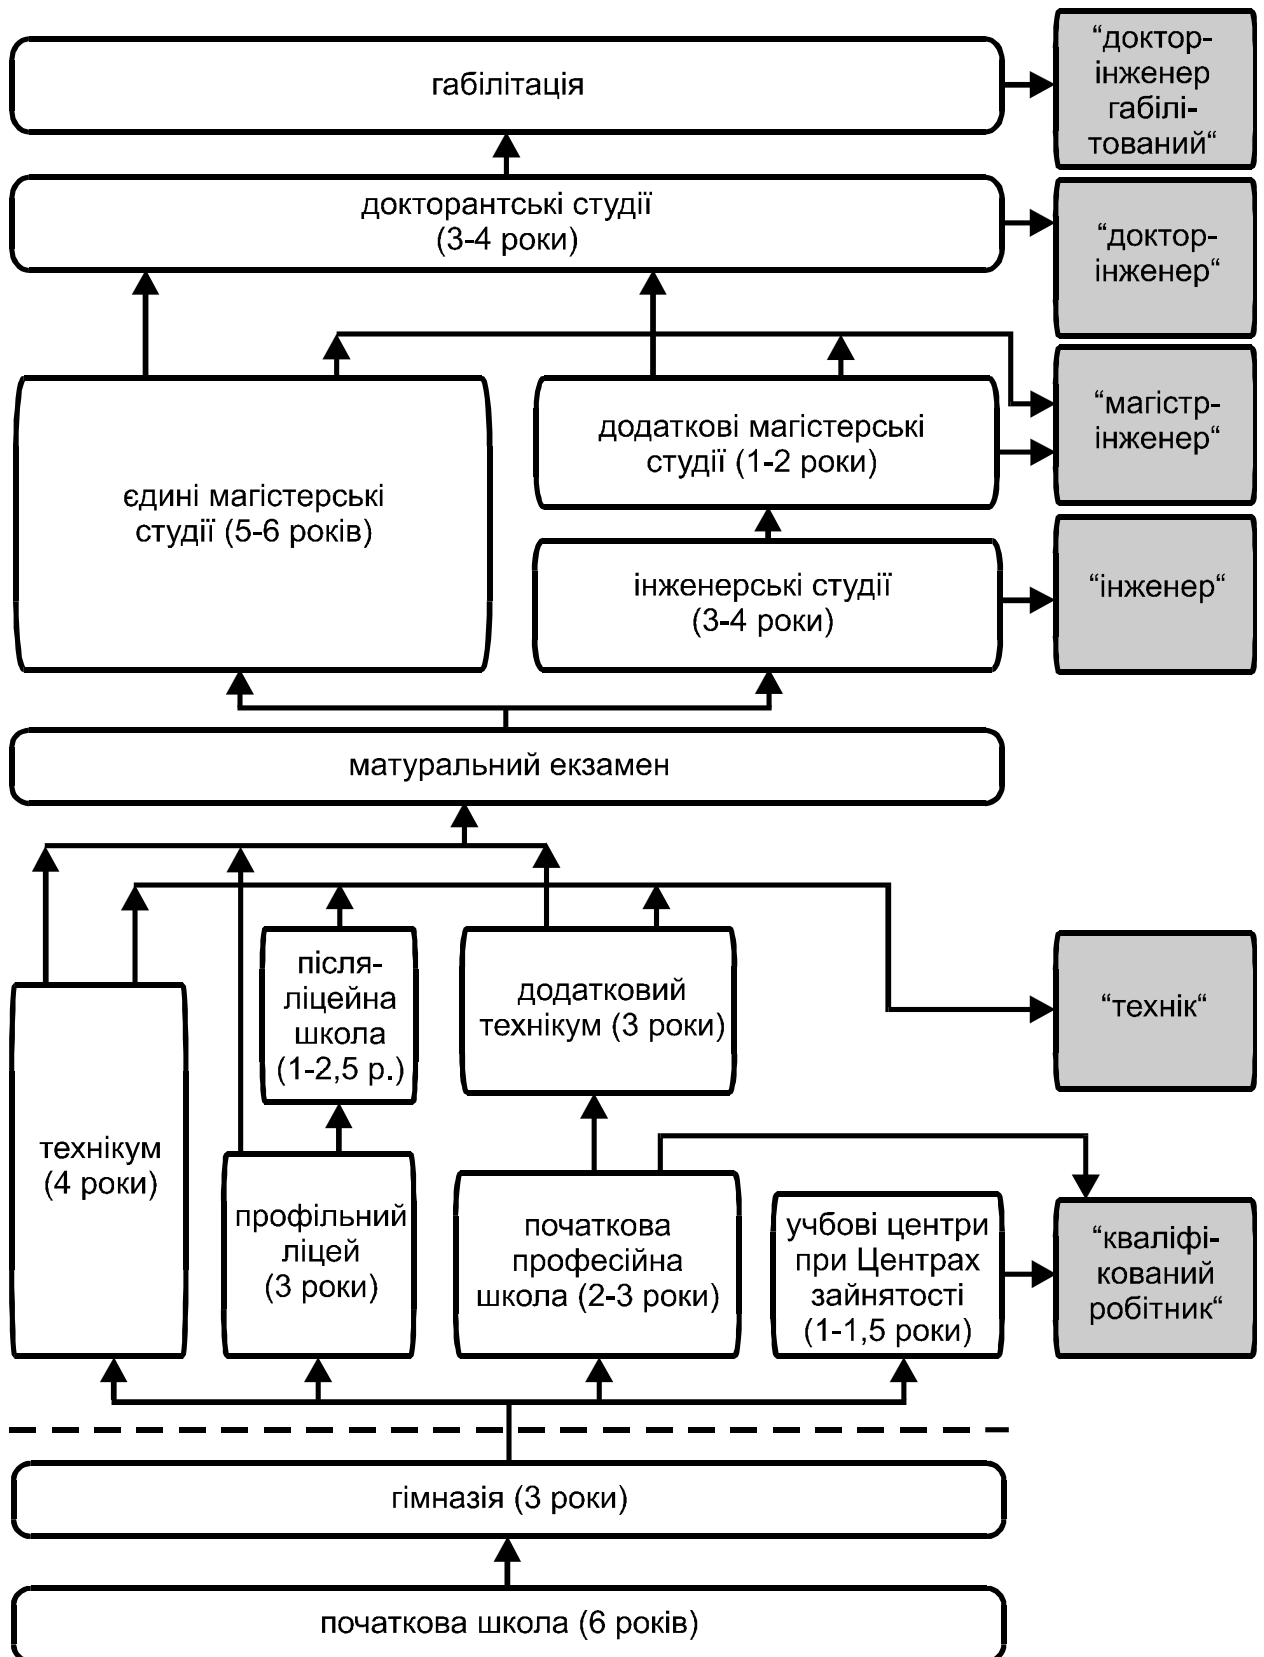 габілітація
“доктор-
інженер
габілі-
тований“
докторантські студії
(3-4 роки)
“доктор-
інженер“
єдині магістерські
студії (5-6 років)
додаткові магістерські
студії (1-2 роки)
“магістр-
інженер“
інженерські студії
(3-4 роки)
“інженер“
матуральний екзамен
технікум
(4 роки)
після-
ліцейна
школа
(1-2,5 р.)
додатковий
технікум (3 роки)
“технік“
профільний
ліцей
(3 роки)
початкова
професійна
школа (2-3 роки)
учбові центри
при Центрах
зайнятості
(1-1,5 роки)
“кваліфі-
кований
робітник“
гімназія (3 роки)
початкова школа (6 років)